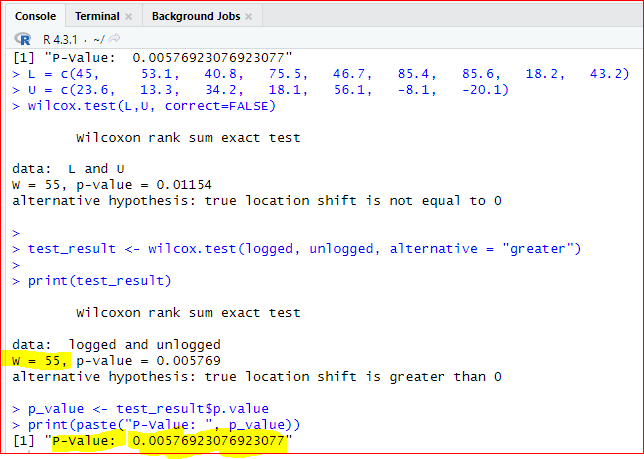 Console Terminal × Background Jobs ×
R R 4.3.1 · ~/
[1] "P-Value:  0.00576923076923077"
> L = c(45,     53.1,   40.8,   75.5,   46.7,   85.4,   85.6,   18.2,   43.2)
> U = c(23.6,   13.3,   34.2,   18.1,   56.1,   -8.1,   -20.1)
> wilcox.test(L,U, correct=FALSE)
Wilcoxon rank sum exact test
data:  L and U
W = 55, p-value = 0.01154
alternative hypothesis: true location shift is not equal to 0
>
> test_result <- wilcox.test(logged, unlogged, alternative = "greater")
>
> print(test_result)
Wilcoxon rank sum exact test
data:  logged and unlogged
W = 55, p-value = 0.005769
alternative hypothesis: true location shift is greater than 0
> p_value <- test_result$p.value
> print(paste("P-Value: ", p_value))
[1] "P-Value:  0.00576923076923077"